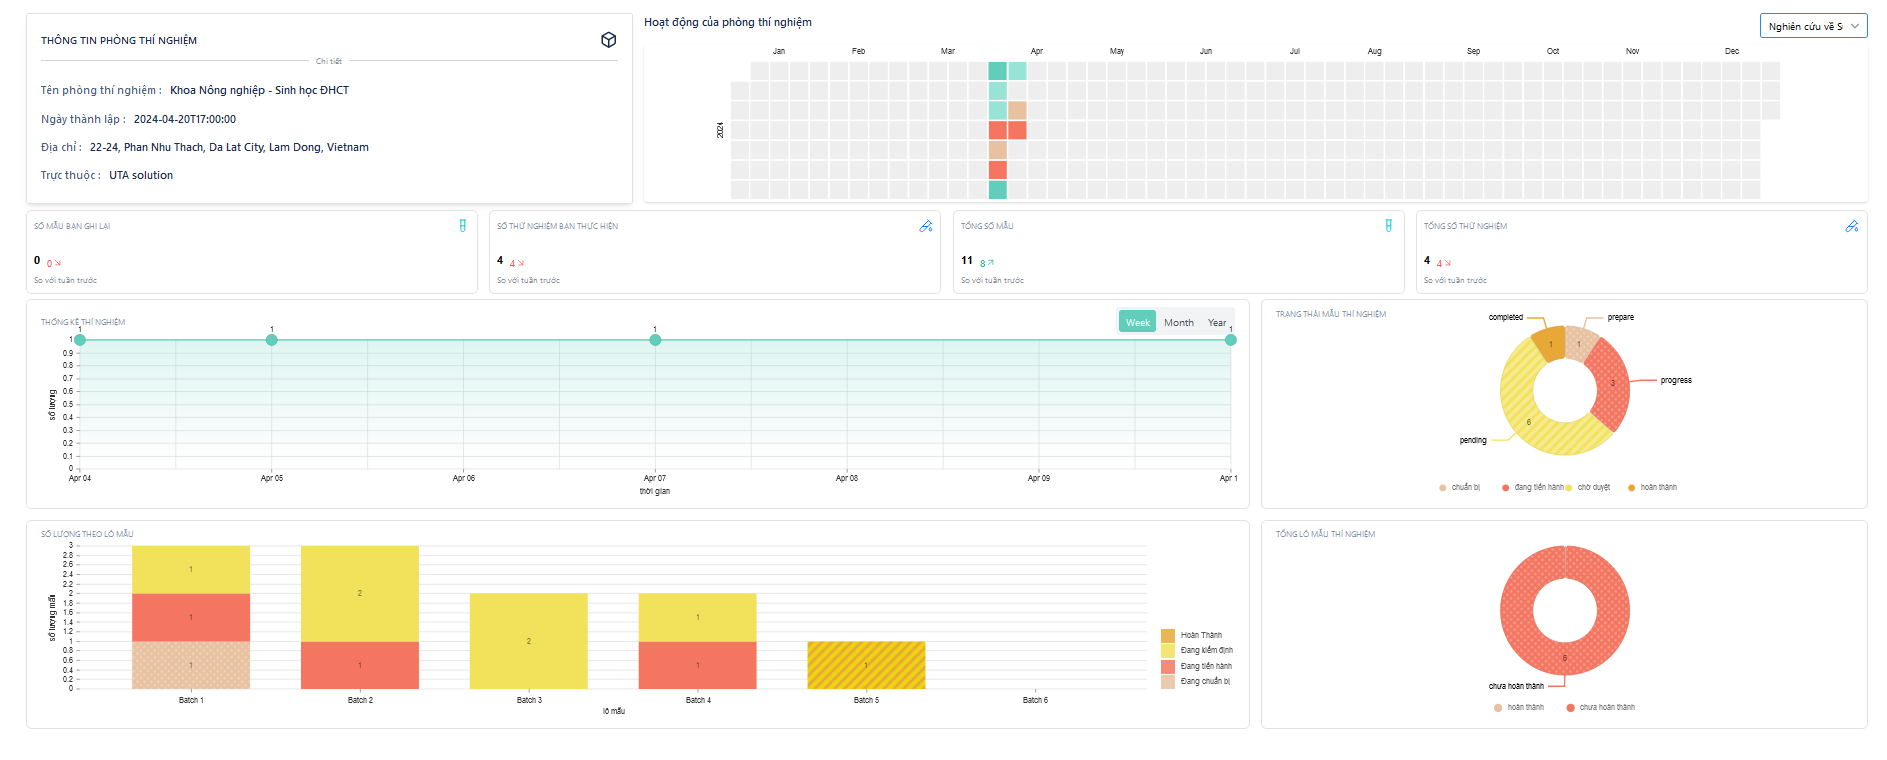 THÔNG TIN PHÒNG THÍ NGHIỆM
Chi tiết
Tên phòng thí nghiệm : Khoa Nông nghiệp - Sinh học ĐHCT
Ngày thành lập : 2024-04-20T17:00:00
Địa chỉ : 22-24, Phan Nhu Thach, Da Lat City, Lam Dong, Vietnam
Trực thuộc : UTA solution
Hoạt động của phòng thí nghiệm
Nghiên cứu về S
Jan Feb Mar Apr May Jun Jul Aug Sep Oct Nov Dec
2024
SỐ MẪU BẠN GHI LẠI
0 0
So với tuần trước
SỐ THỬ NGHIỆM BẠN THỰC HIỆN
4 4
So với tuần trước
TỔNG SỐ MẪU
11 8
So với tuần trước
TỔNG SỐ THỬ NGHIỆM
4 4
So với tuần trước
THỐNG KÊ THÍ NGHIỆM
Week Month Year
1 1 1 1
số lượng
1
0.9
0.8
0.7
0.6
0.5
0.4
0.3
0.2
0.1
0
Apr 04 Apr 05 Apr 06 Apr 07 Apr 08 Apr 09 Apr 1
thời gian
TRẠNG THÁI MẪU THÍ NGHIỆM
completed prepare
1 1
3 progress
6
pending
chuẩn bị đang tiến hành chờ duyệt hoàn thành
SỐ LƯỢNG THEO LÔ MẪU
số lượng mẫu
3
2.8
2.6
2.4
2.2
2
1.8
1.6
1.4
1.2
1
0.8
0.6
0.4
0.2
0
1
2
1 2 1
1 1 1 1
Batch 1 Batch 2 Batch 3 Batch 4 Batch 5 Batch 6
lô mẫu
Hoàn Thành
Đang kiểm định
Đang tiến hành
Đang chuẩn bị
TỔNG LÔ MẪU THÍ NGHIỆM
6
chưa hoàn thành
hoàn thành chưa hoàn thành